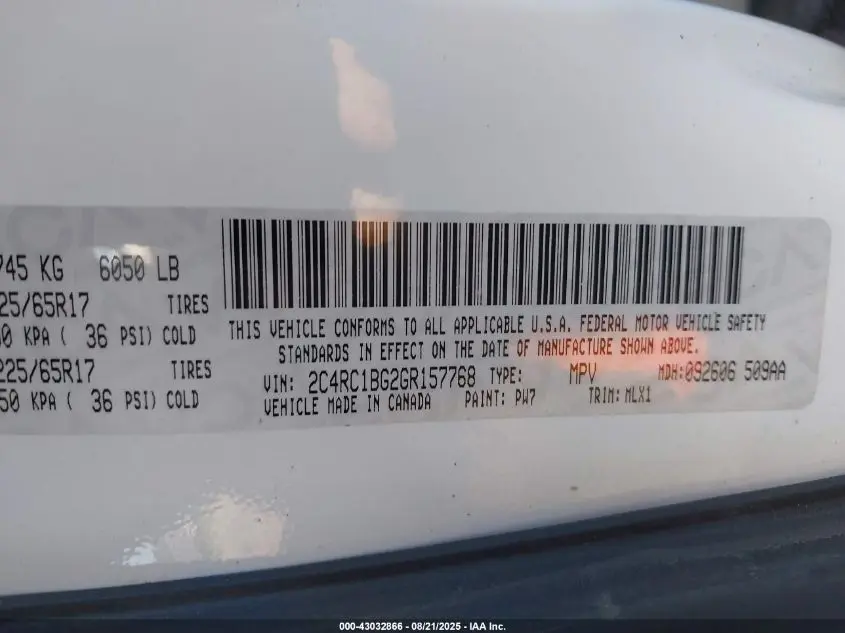 745 KG 6050 LB
25/65R17 TIRES
50 KPA ( 36 PSI) COLD
225/65R17 TIRES
50 KPA ( 36 PSI) COLD
THIS VEHICLE CONFORMS TO ALL APPLICABLE U.S.A. FEDERAL MOTOR VEHICLE SAFETY
STANDARDS IN EFFECT ON THE DATE OF MANUFACTURE SHOWN ABOVE.
VIN: 2C4RC1BG2GR157768 TYPE: MPV MDH:092606 509AA
VEHICLE MADE IN CANADA PAINT: PW7 TRIM: MLX1
000-43032866 - 08/21/2025 - IAA Inc.